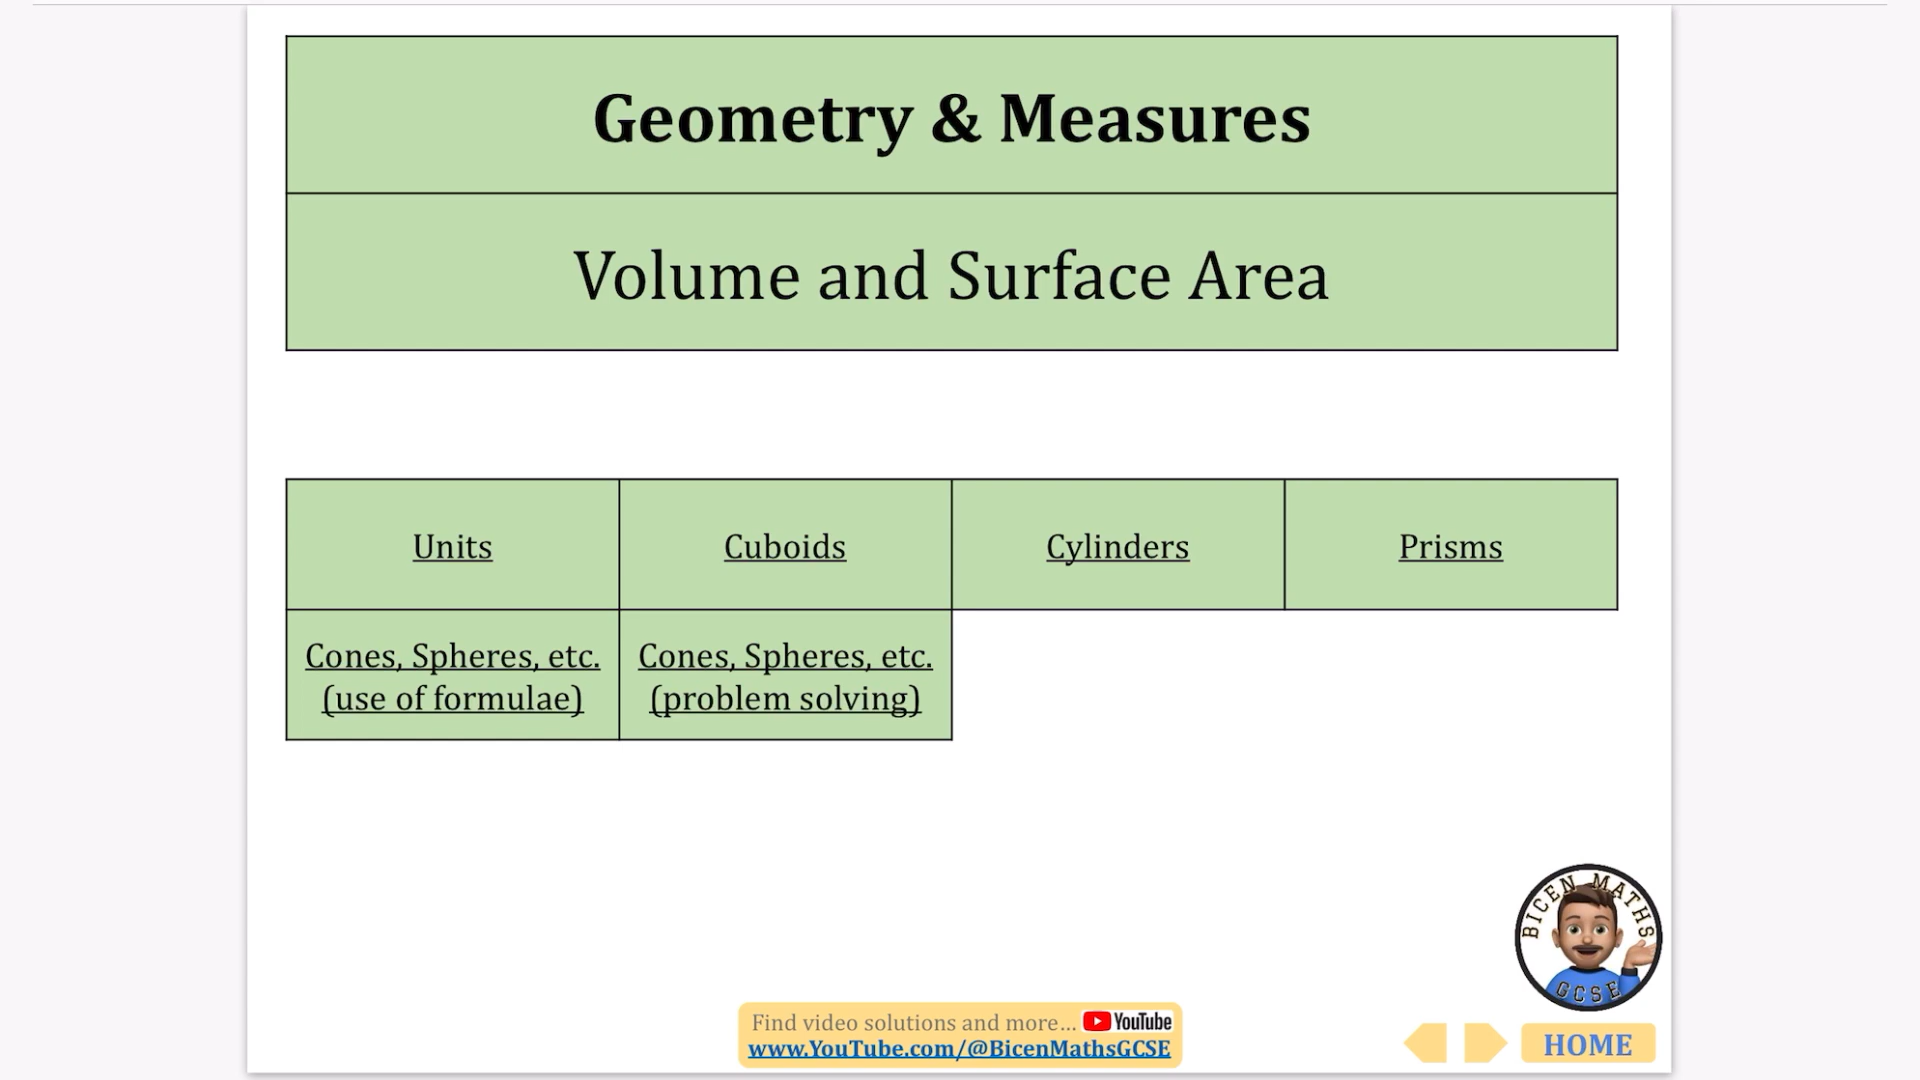 Geometry & Measures
Volume and Surface Area
Units
Cuboids
Cylinders
Prisms
Cones, Spheres, etc.
(use of formulae)
Cones, Spheres, etc.
(problem solving)
BICEN MATHS
GCSE
Find video solutions and more... YouTube
www.YouTube.com/@BicenMathsGCSE
HOME